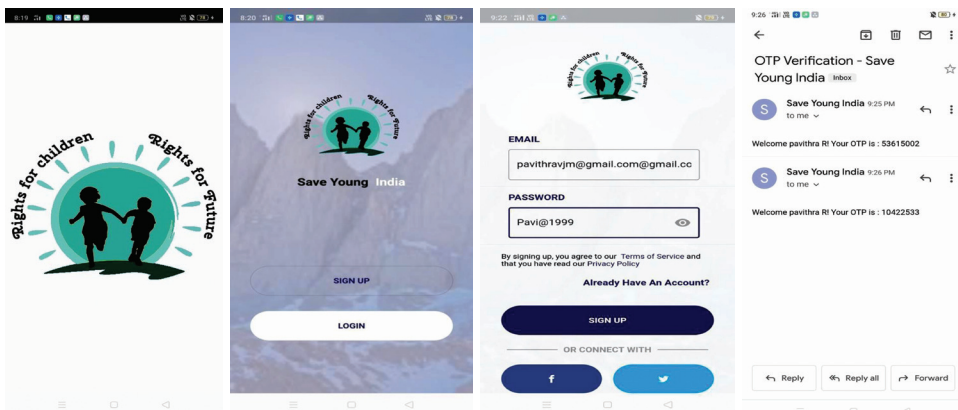 8:19
79
Rights for children
Rights for Future
8:20
79
Rights for children
Rights for Future
Save Young India
SIGN UP
LOGIN
9:22
79
Rights for children
Rights for Future
EMAIL
pavithravjm@gmail.com@gmail.cc
PASSWORD
Pavi@1999
By signing up, you agree to our Terms of Service and
that you have read our Privacy Policy
Already Have An Account?
SIGN UP
OR CONNECT WITH
f
9:26
80
OTP Verification - Save
Young India Inbox
S
Save Young India 9:25 PM
to me
Welcome pavithra R! Your OTP is : 53615002
S
Save Young India 9:26 PM
to me
Welcome pavithra R! Your OTP is : 10422533
Reply
Reply all
Forward